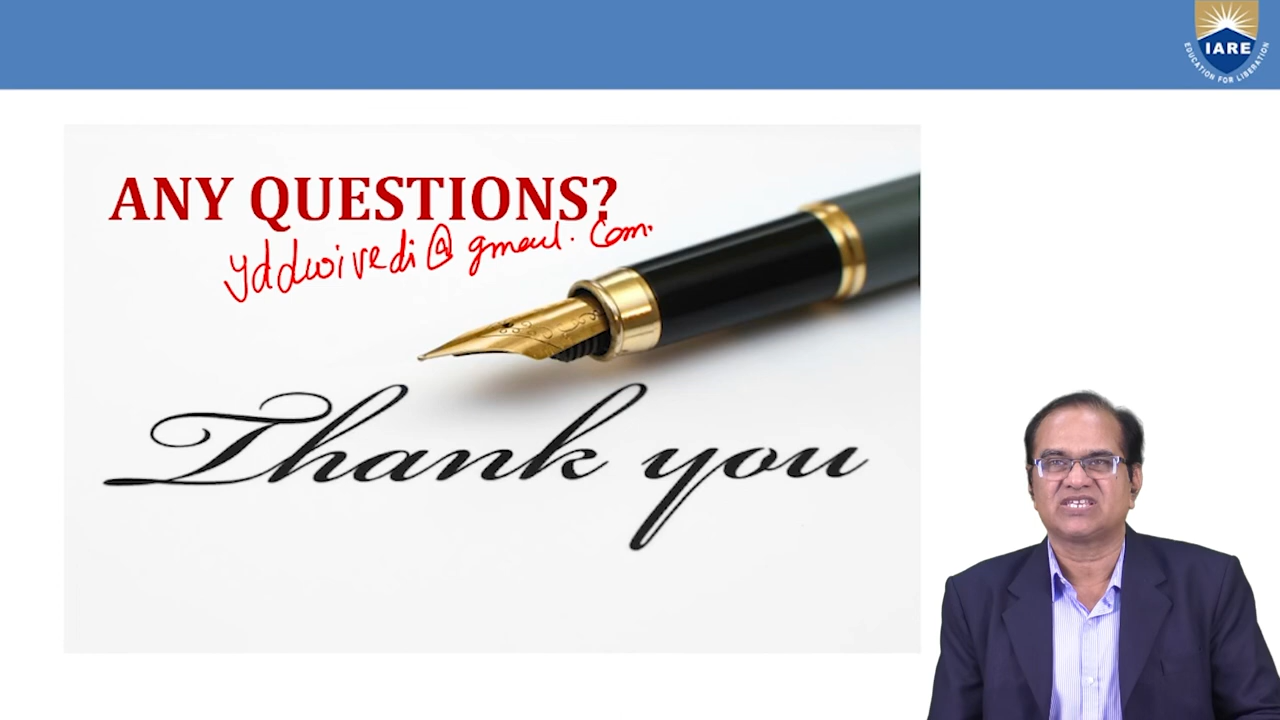 IARE
EDUCATION FOR LIBERATION
ANY QUESTIONS?
yddwivedi@gmail.com.
Thank you